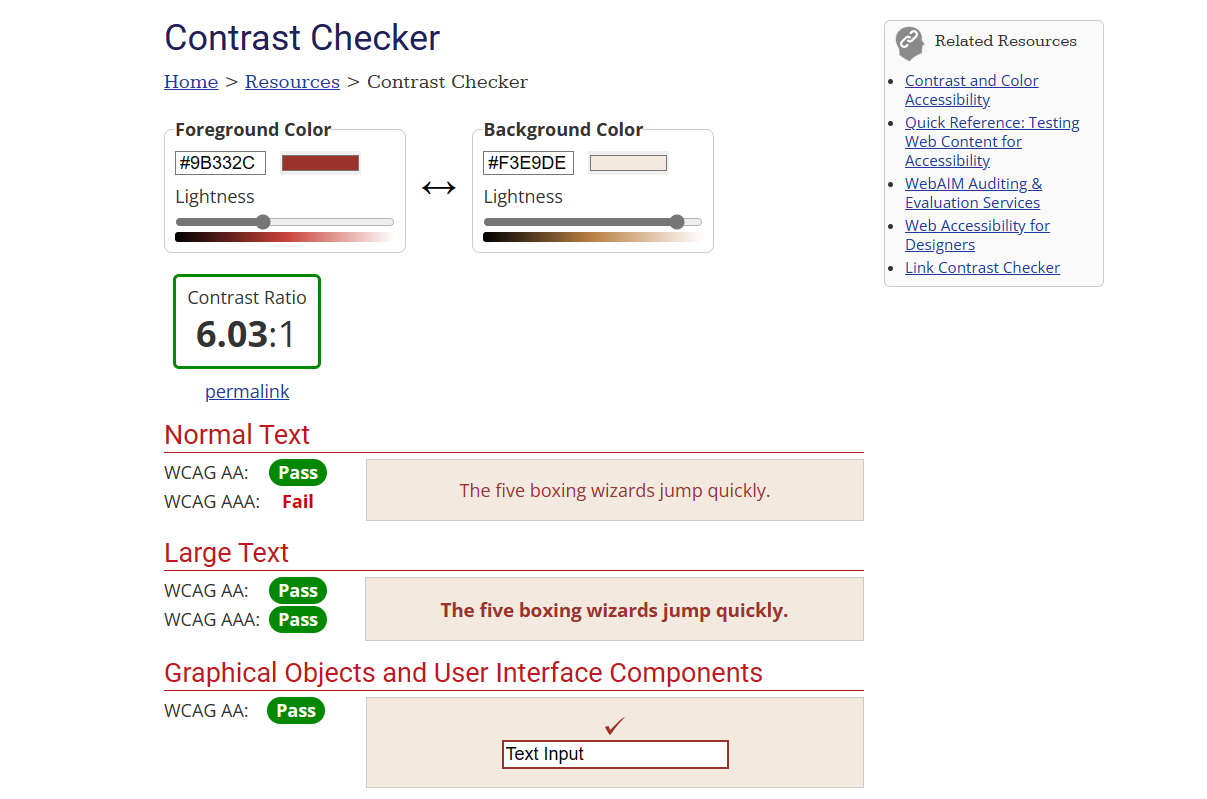 Contrast Checker
Home > Resources > Contrast Checker
Foreground Color
#9B332C
Lightness
Background Color
#F3E9DE
Lightness
Contrast Ratio
6.03:1
permalink
Normal Text
WCAG AA: Pass
WCAG AAA: Fail
The five boxing wizards jump quickly.
Large Text
WCAG AA: Pass
WCAG AAA: Pass
The five boxing wizards jump quickly.
Graphical Objects and User Interface Components
WCAG AA: Pass
Text Input
Related Resources
Contrast and Color
Accessibility
Quick Reference: Testing
Web Content for
Accessibility
WebAIM Auditing &
Evaluation Services
Web Accessibility for
Designers
Link Contrast Checker